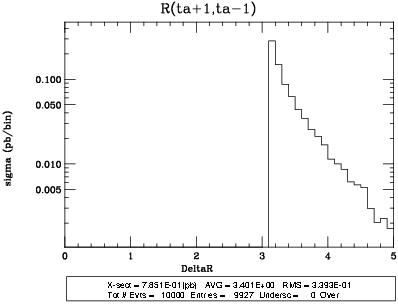 R(ta+1,ta-1)
0.100
0.050
0.010
0.005
sigma (pb/bin)
0 1 2 3 4 5
DeltaR
X-sect = 7.851E-01(pb) AVG = 3.401E+00 RMS = 3.393E-01
Tot # Evts = 10000 Entries = 9927 Undersc= 0 Over